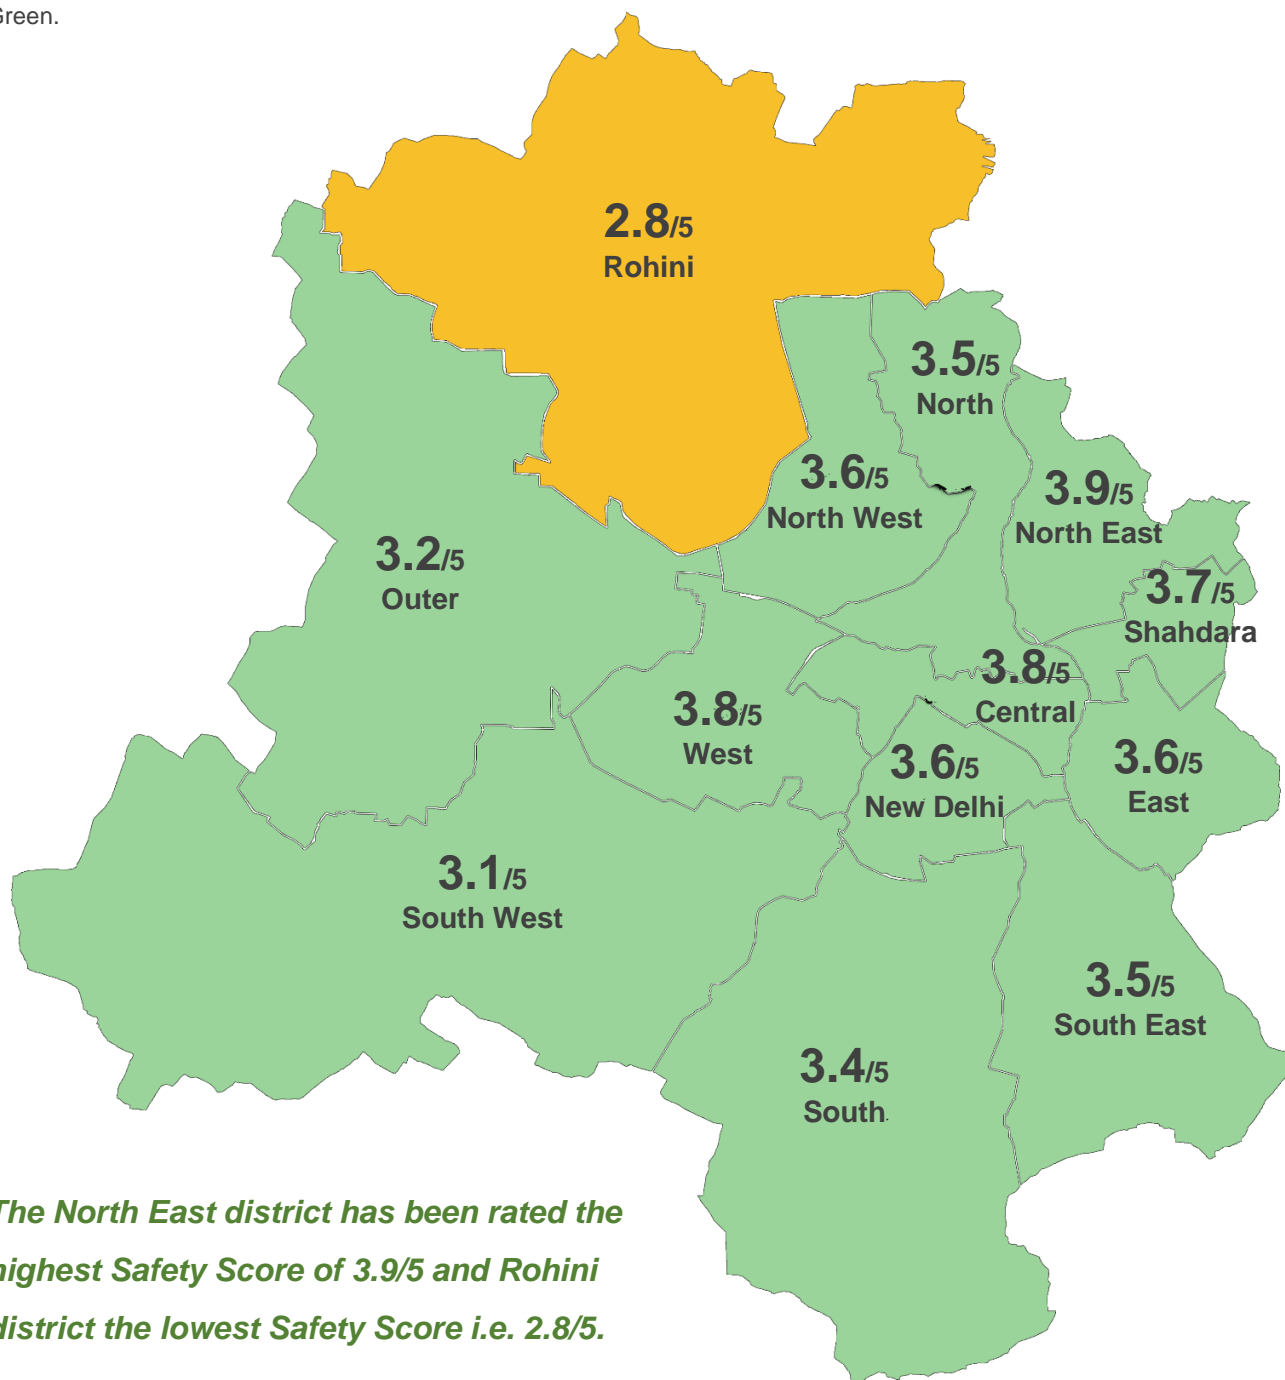 Green.
2.8/5
Rohini
3.5/5
North
3.6/5
North West
3.9/5
North East
3.2/5
Outer
3.7/5
Shahdara
3.8/5
Central
3.8/5
West
3.6/5
New Delhi
3.6/5
East
3.1/5
South West
3.5/5
South East
3.4/5
South
The North East district has been rated the
highest Safety Score of 3.9/5 and Rohini
district the lowest Safety Score i.e. 2.8/5.